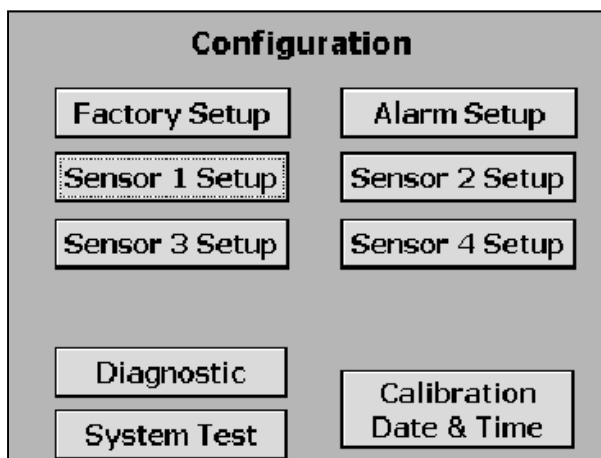 Configuration
Factory Setup
Alarm Setup
Sensor 1 Setup
Sensor 2 Setup
Sensor 3 Setup
Sensor 4 Setup
Diagnostic
System Test
Calibration
Date & Time